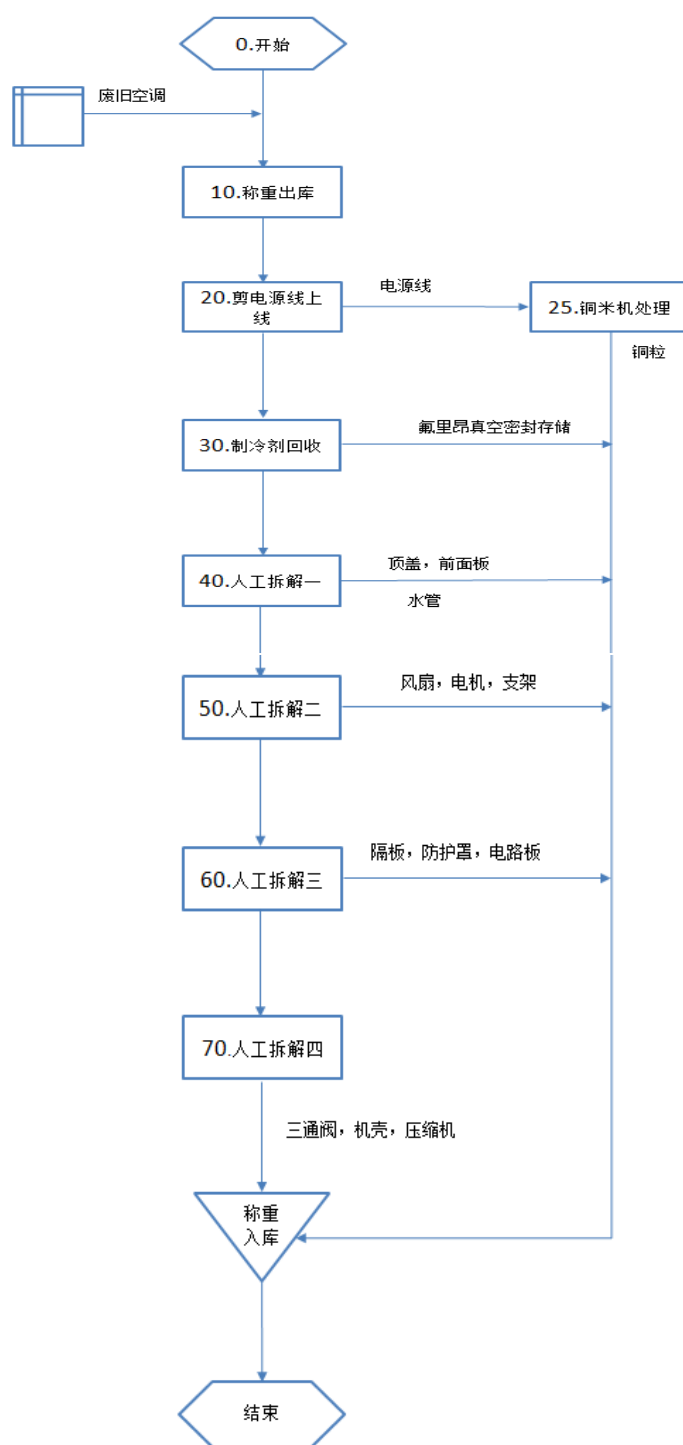 0.开始
废旧空调
10.称重出库
20.剪电源线上
线
电源线
25.铜米机处理
铜粒
30.制冷剂回收
氟里昂真空密封存储
40.人工拆解一
顶盖，前面板
水管
50.人工拆解二
风扇，电机，支架
60.人工拆解三
隔板，防护罩，电路板
70.人工拆解四
三通阀，机壳，压缩机
称重
入库
结束